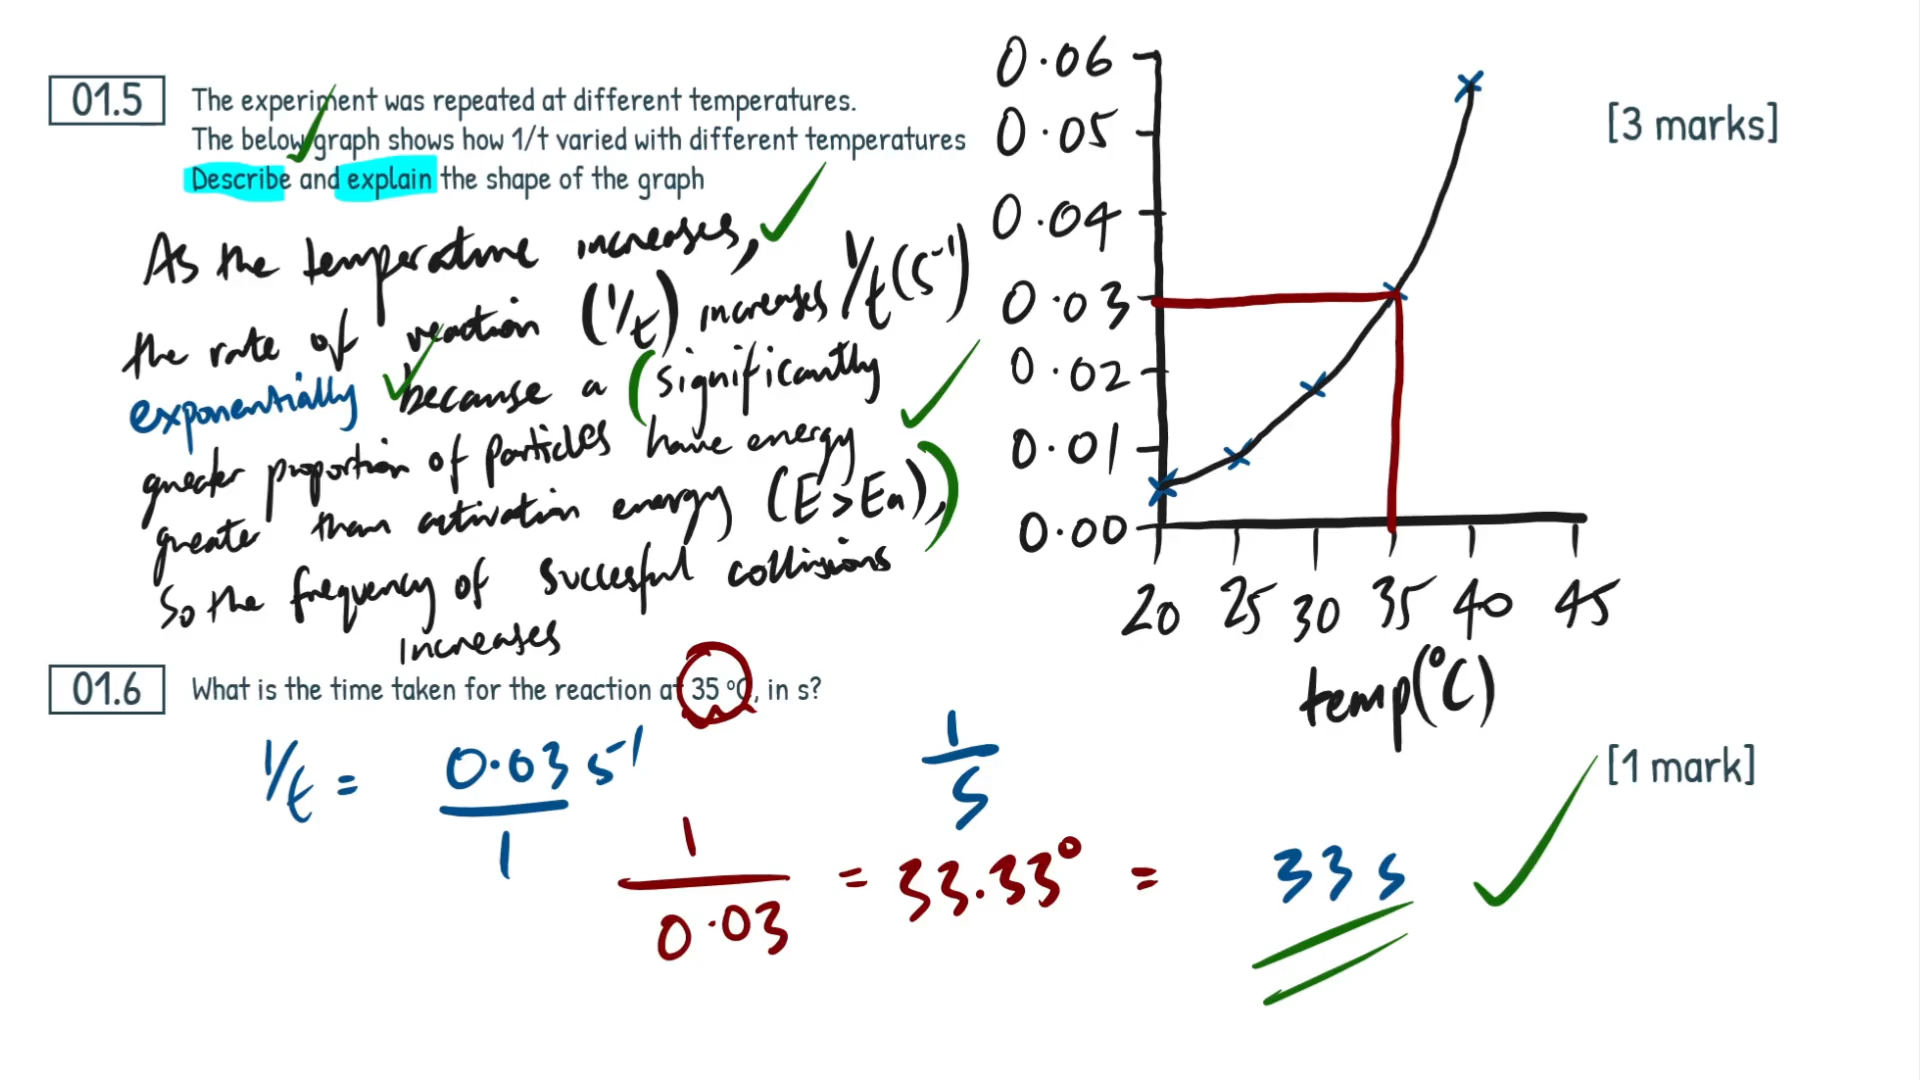 01.5
The experiment was repeated at different temperatures.
The below graph shows how 1/t varied with different temperatures
Describe and explain the shape of the graph
[3 marks]
As the temperature increases,
the rate of reaction (1/t) increases
exponentially because a (significantly
greater proportion of particles have energy
greater than activation energy (E > Ea),)
So the frequency of succesful collisions
increases
1/t (s⁻¹)
0.06
0.05
0.04
0.03
0.02
0.01
0.00
20 25 30 35 40 45
temp (°C)
01.6
What is the time taken for the reaction at 35 °C, in s?
[1 mark]
1/t = 0.03 s⁻¹
1
1
s
1
0.03
= 33.33° = 33 s